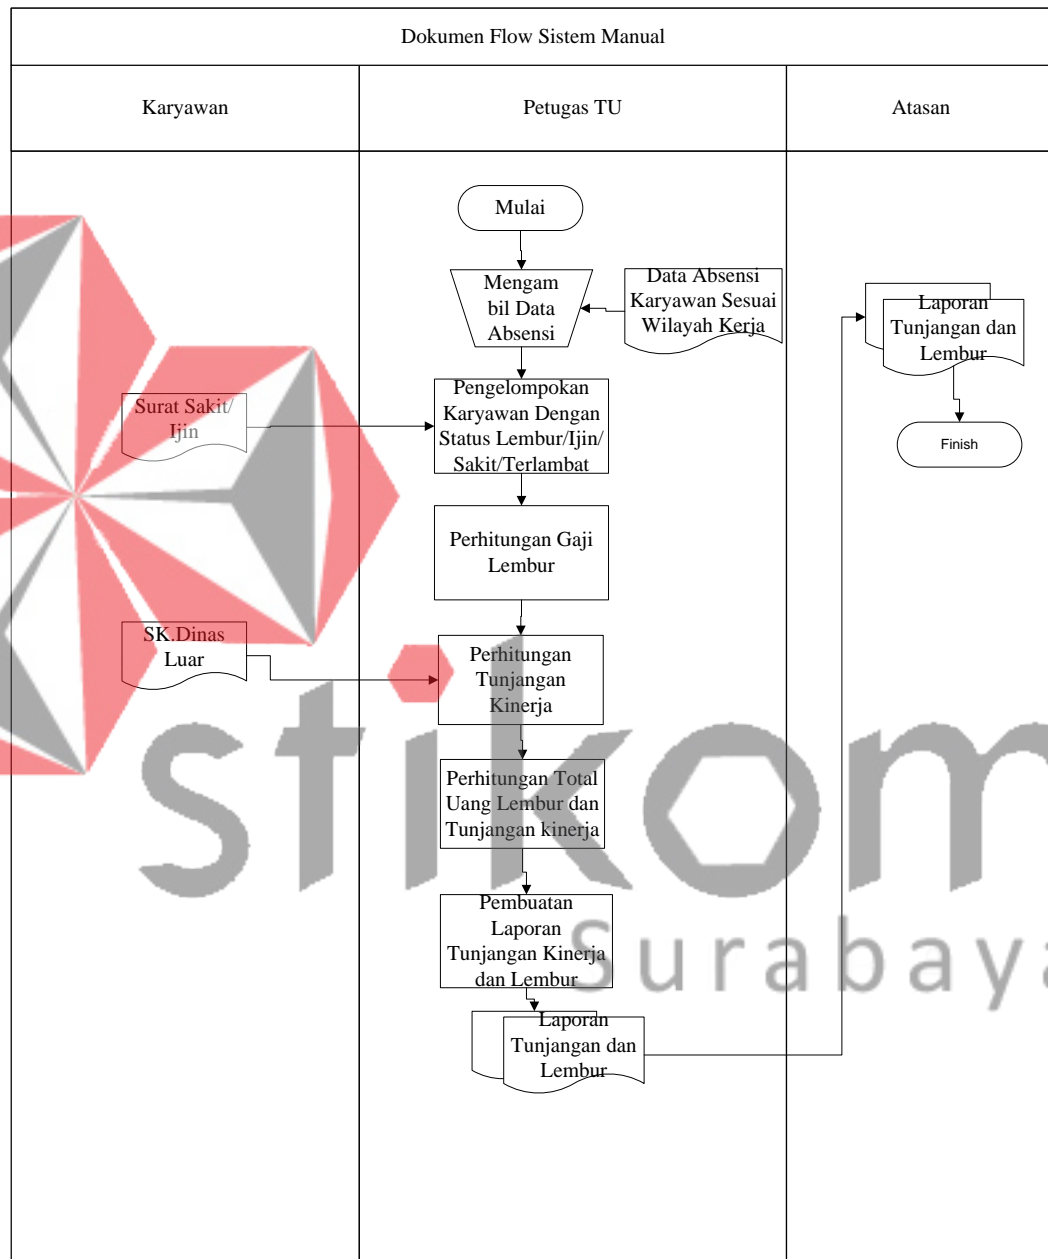 Dokumen Flow Sistem Manual
Karyawan
Petugas TU
Atasan
Mulai
Mengam
bil Data
Absensi
Data Absensi
Karyawan Sesuai
Wilayah Kerja
Laporan
Tunjangan dan
Lembur
Finish
Surat Sakit/
Ijin
Pengelompokan
Karyawan Dengan
Status Lembur/Ijin/
Sakit/Terlambat
Perhitungan Gaji
Lembur
SK.Dinas
Luar
Perhitungan
Tunjangan
Kinerja
Perhitungan Total
Uang Lembur dan
Tunjangan kinerja
Pembuatan
Laporan
Tunjangan Kinerja
dan Lembur
Laporan
Tunjangan dan
Lembur
stikom
Surabaya